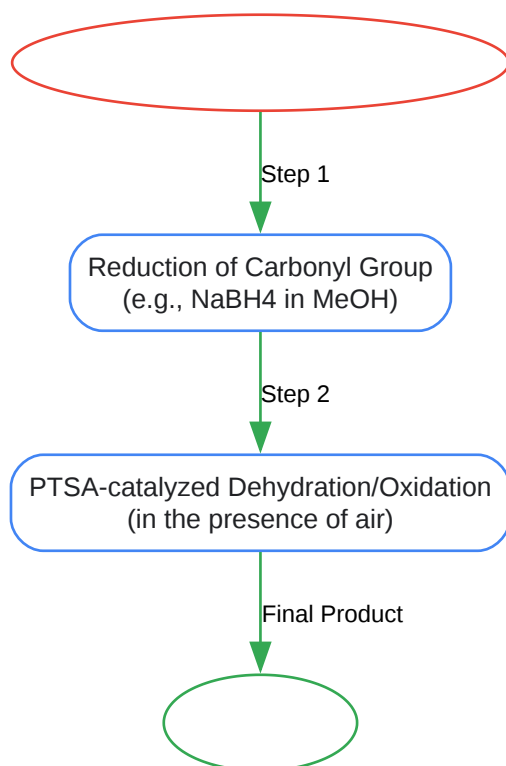 Step 1
Reduction of Carbonyl Group
(e.g., NaBH4 in MeOH)
Step 2
PTSA-catalyzed Dehydration/Oxidation
(in the presence of air)
Final Product